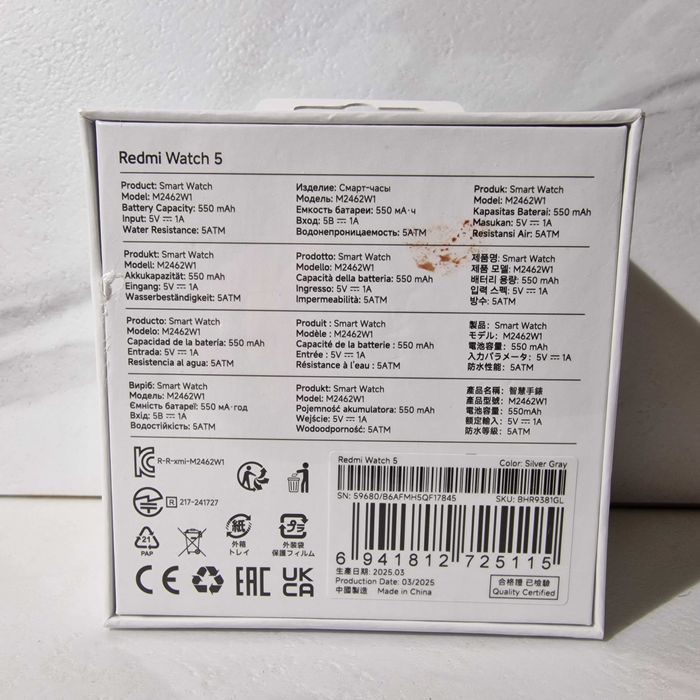 Redmi Watch 5
Product: Smart Watch
Model: M2462W1
Battery Capacity: 550 mAh
Input: 5V ⎓ 1A
Water Resistance: 5ATM
Изделие: Смарт-часы
Модель: M2462W1
Емкость батареи: 550 мА·ч
Вход: 5В ⎓ 1A
Водонепроницаемость: 5ATM
Produk: Smart Watch
Model: M2462W1
Kapasitas Baterai: 550 mAh
Masukan: 5V ⎓ 1A
Resistansi Air: 5ATM
Produkt: Smart Watch
Modell: M2462W1
Akkukapazität: 550 mAh
Eingang: 5V ⎓ 1A
Wasserbeständigkeit: 5ATM
Prodotto: Smart Watch
Modello: M2462W1
Capacità della batteria: 550 mAh
Ingresso: 5V ⎓ 1A
Impermeabilità: 5ATM
제품명: Smart Watch
제품 모델: M2462W1
배터리 용량: 550 mAh
입력 스펙: 5V ⎓ 1A
방수: 5ATM
Producto: Smart Watch
Modelo: M2462W1
Capacidad de la batería: 550 mAh
Entrada: 5V ⎓ 1A
Resistencia al agua: 5ATM
Produit : Smart Watch
Modèle : M2462W1
Capacité de la batterie : 550 mAh
Entrée : 5V ⎓ 1A
Résistance à l'eau : 5ATM
製品: Smart Watch
モデル: M2462W1
電池容量: 550 mAh
入力パラメータ: 5V ⎓ 1A
防水性能: 5ATM
Виріб: Smart Watch
Модель: M2462W1
Ємність батареї: 550 мА·год
Вхід: 5В ⎓ 1A
Водостійкість: 5ATM
Produkt: Smart Watch
Model: M2462W1
Pojemność akumulatora: 550 mAh
Wejście: 5V ⎓ 1A
Wodoodporność: 5ATM
產品名稱: 智慧手錶
產品型號: M2462W1
電池容量: 550mAh
額定輸入: 5V ⎓ 1A
防水等級: 5ATM
R-R-xmi-M2462W1
R 217-241727
21
PAP
紙
外箱
トレイ
プラ
外装袋
保護フィルム
CE EAC UK
CA
Redmi Watch 5 Color: Silver Gray
SN: 59680/B6AFMH5QF17845 SKU: BHR9381GL
6 941812 725115
生產日期: 2025.03
Production Date: 03/2025
中國製造 Made in China
合格證 已檢驗
Quality Certified